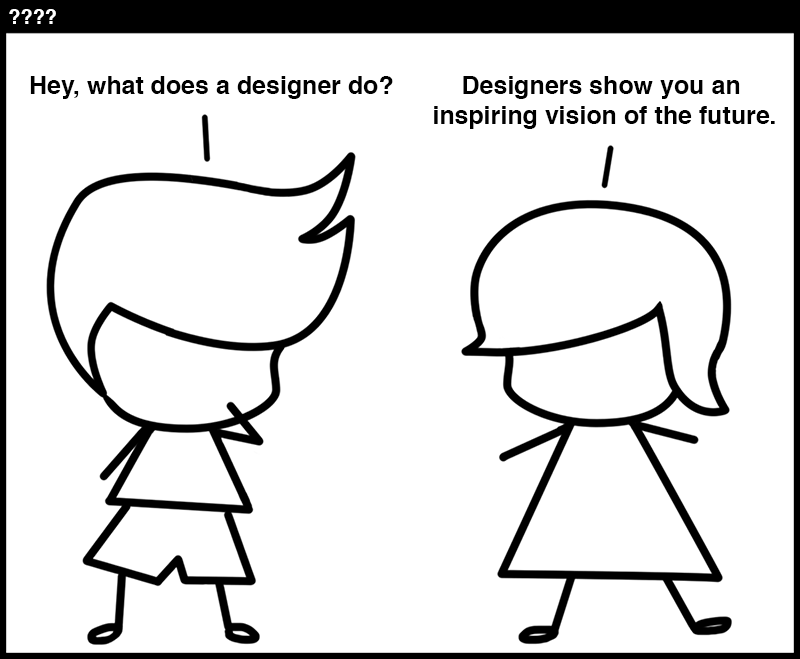 ????
Hey, what does a designer do?
Designers show you an
inspiring vision of the future.